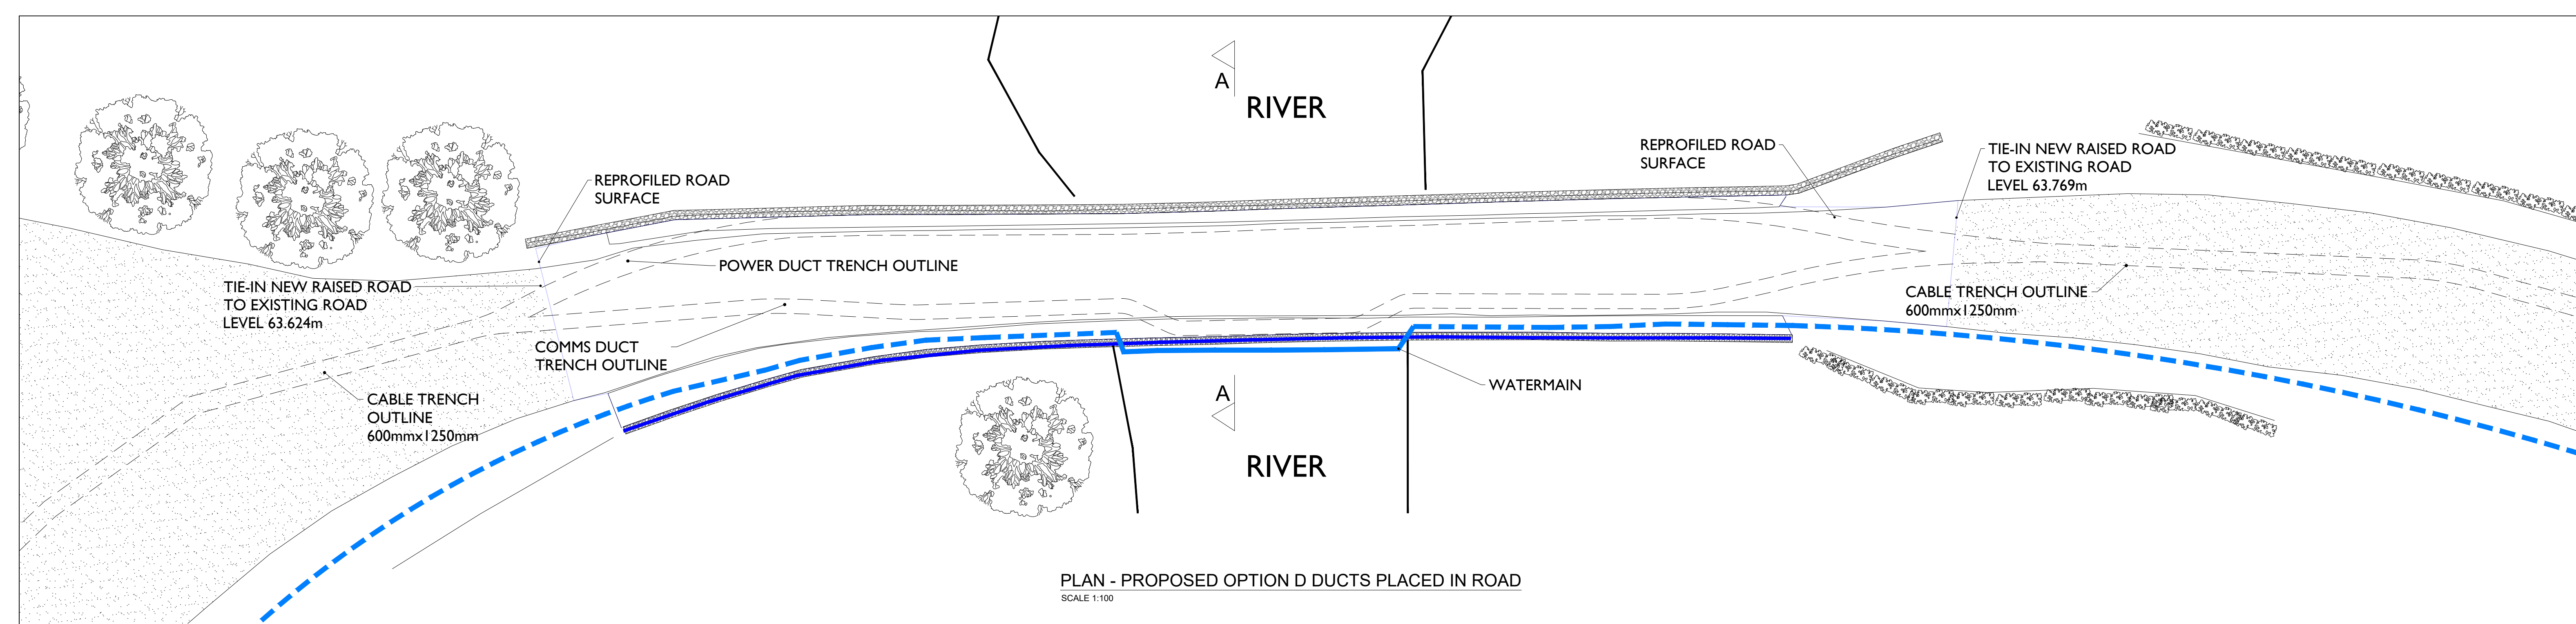 A
RIVER
REPROFILED ROAD
SURFACE
TIE-IN NEW RAISED ROAD
TO EXISTING ROAD
LEVEL 63.769m
REPROFILED ROAD
SURFACE
POWER DUCT TRENCH OUTLINE
TIE-IN NEW RAISED ROAD
TO EXISTING ROAD
LEVEL 63.624m
CABLE TRENCH OUTLINE
600mmx1250mm
COMMS DUCT
TRENCH OUTLINE
CABLE TRENCH
OUTLINE
600mmx1250mm
A
WATERMAIN
RIVER
PLAN - PROPOSED OPTION D DUCTS PLACED IN ROAD
SCALE 1:100